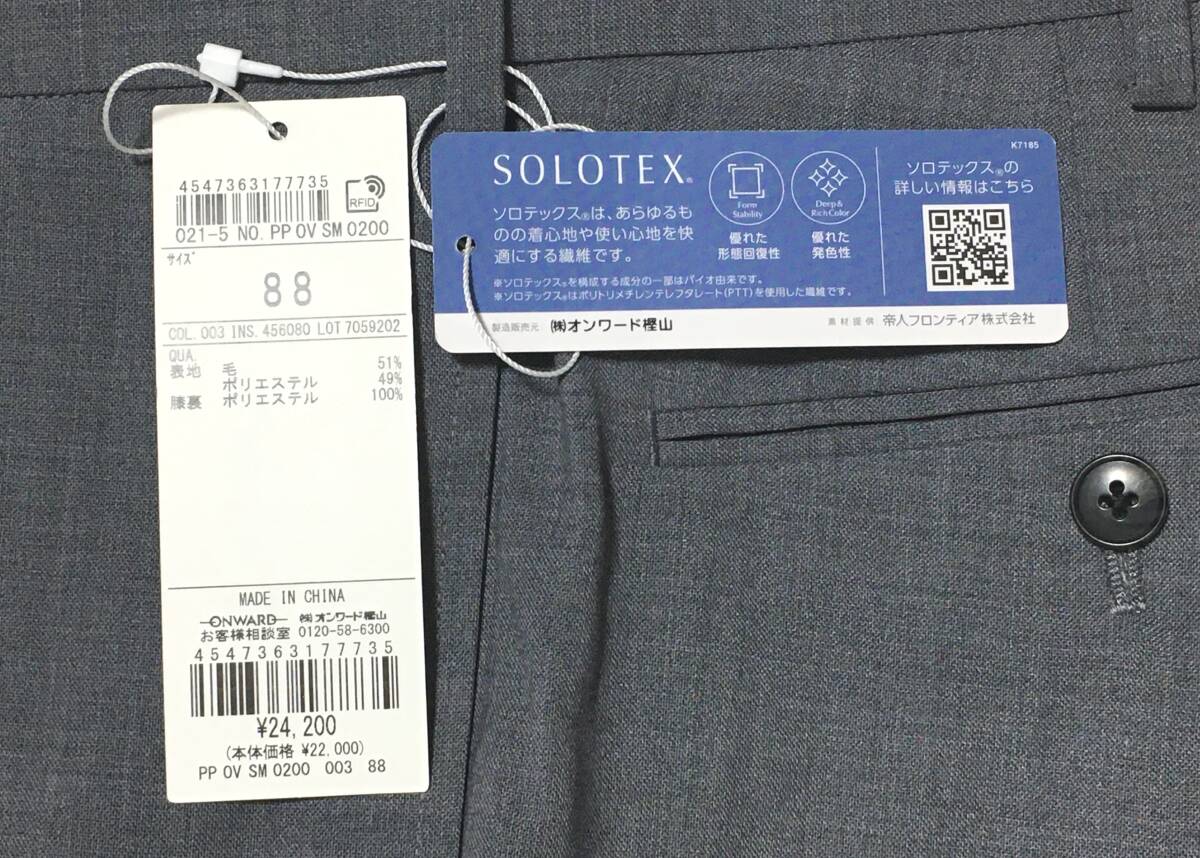 4547363177735
RFID
021-5 NO. PP OV SM 0200
サイズ
88
COL. 003 INS. 456080 LOT 7059202
QUA.
表地 毛 51%
ポリエステル 49%
膝裏 ポリエステル 100%
MADE IN CHINA
ONWARD ㈱オンワード樫山
お客様相談室 0120-58-6300
4547363177735
¥24,200
(本体価格 ¥22,000)
PP OV SM 0200 003 88
K7185
SOLOTEX®
ソロテックス®は、あらゆるも
のの着心地や使い心地を快
適にする繊維です。
Form
Stability
優れた
形態回復性
Deep &
Rich Color
優れた
発色性
※ソロテックス®を構成する成分の一部はバイオ由来です。
※ソロテックス®はポリトリメチレンテレフタレート(PTT)を使用した繊維です。
ソロテックス®の
詳しい情報はこちら
製造販売元 ㈱オンワード樫山
素材提供 帝人フロンティア株式会社